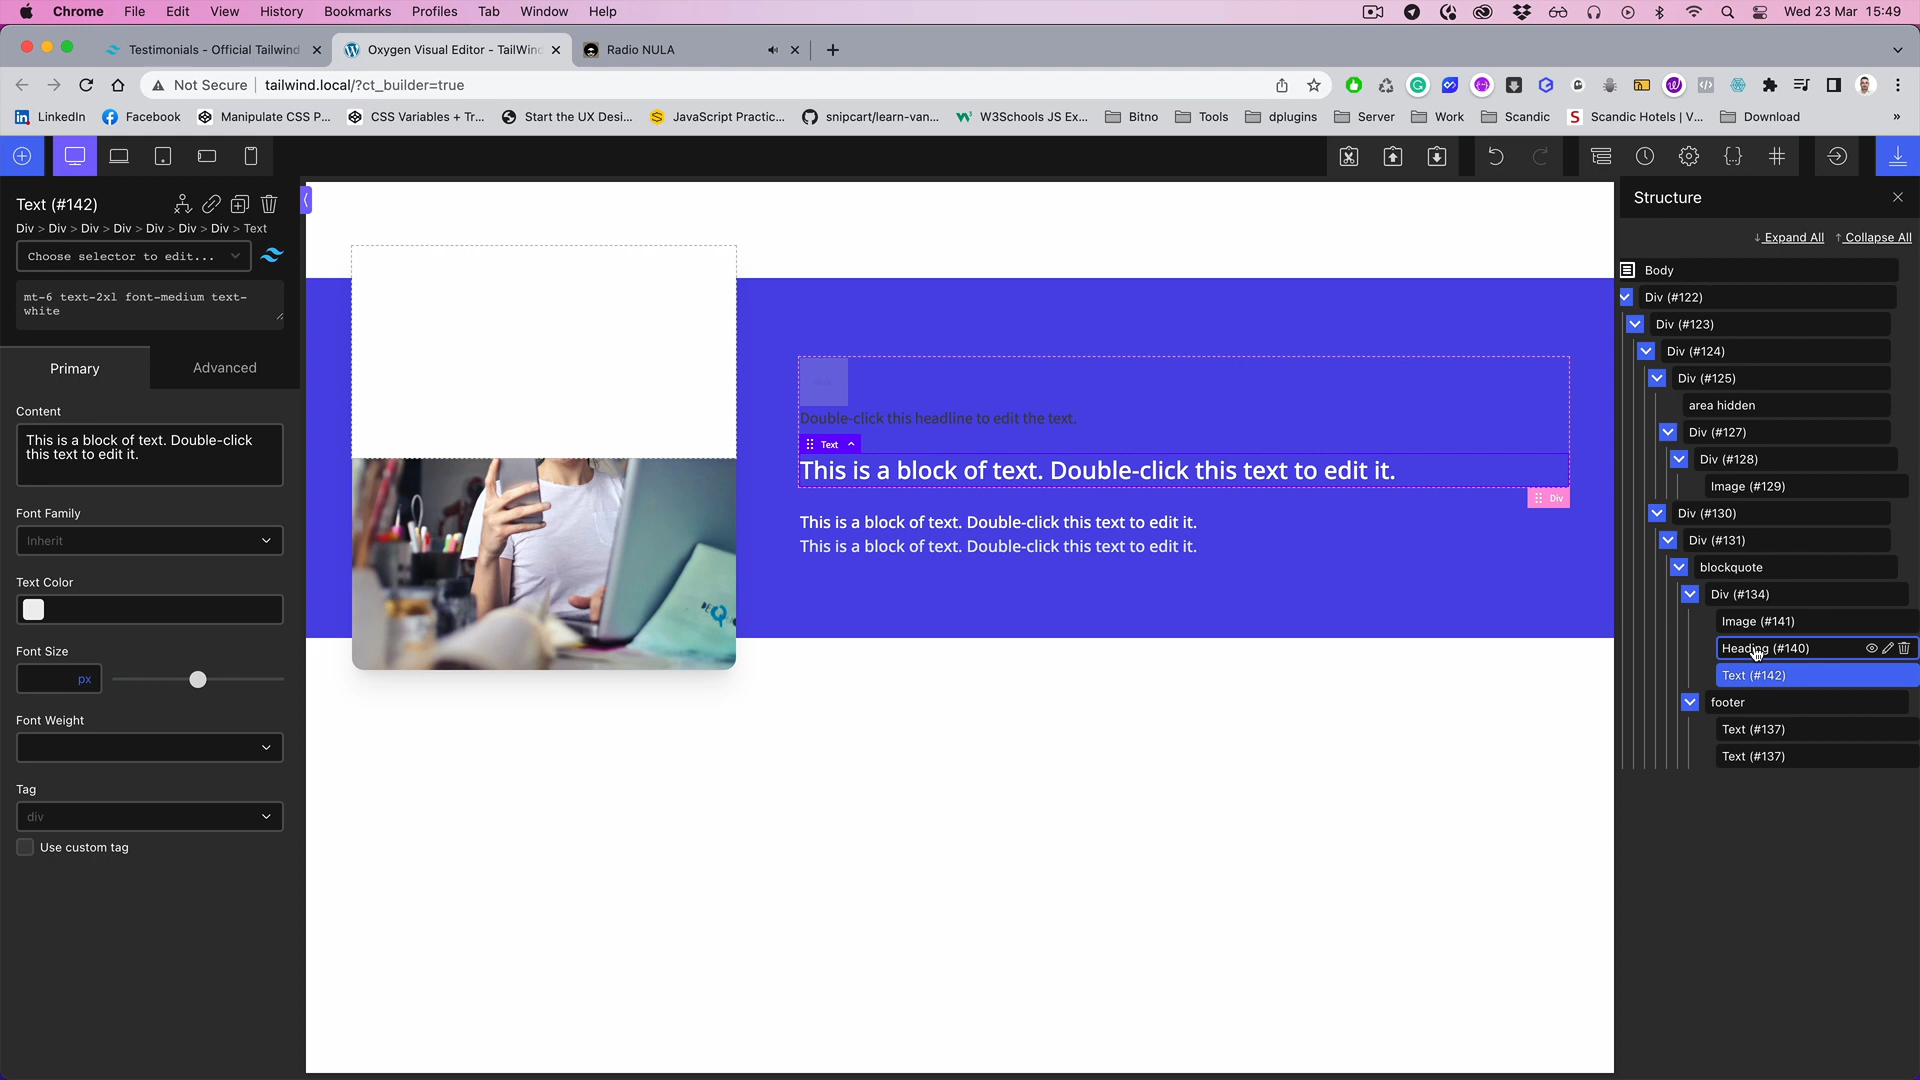 Chrome File Edit View History Bookmarks Profiles Tab Window Help Wed 23 Mar 15:49
Testimonials - Official Tailwind
Oxygen Visual Editor - TailWind
Radio NULA
Not Secure tailwind.local/?ct_builder=true
LinkedIn Facebook Manipulate CSS P... CSS Variables + Tr... Start the UX Desi... JavaScript Practic... snipcart/learn-van... W3Schools JS Ex... Bitno Tools dplugins Server Work Scandic Scandic Hotels | V... Download »
Text (#142)
Div > Div > Div > Div > Div > Div > Div > Text
Choose selector to edit...
mt-6 text-2xl font-medium text-
white
Primary Advanced
Content
This is a block of text. Double-click
this text to edit it.
Font Family
Inherit
Text Color
Font Size
px
Font Weight
Tag
div
Use custom tag
Double-click this headline to edit the text.
Text
This is a block of text. Double-click this text to edit it.
Div
This is a block of text. Double-click this text to edit it.
This is a block of text. Double-click this text to edit it.
Structure
↓ Expand All ↑ Collapse All
Body
Div (#122)
Div (#123)
Div (#124)
Div (#125)
area hidden
Div (#127)
Div (#128)
Image (#129)
Div (#130)
Div (#131)
blockquote
Div (#134)
Image (#141)
Heading (#140)
Text (#142)
footer
Text (#137)
Text (#137)